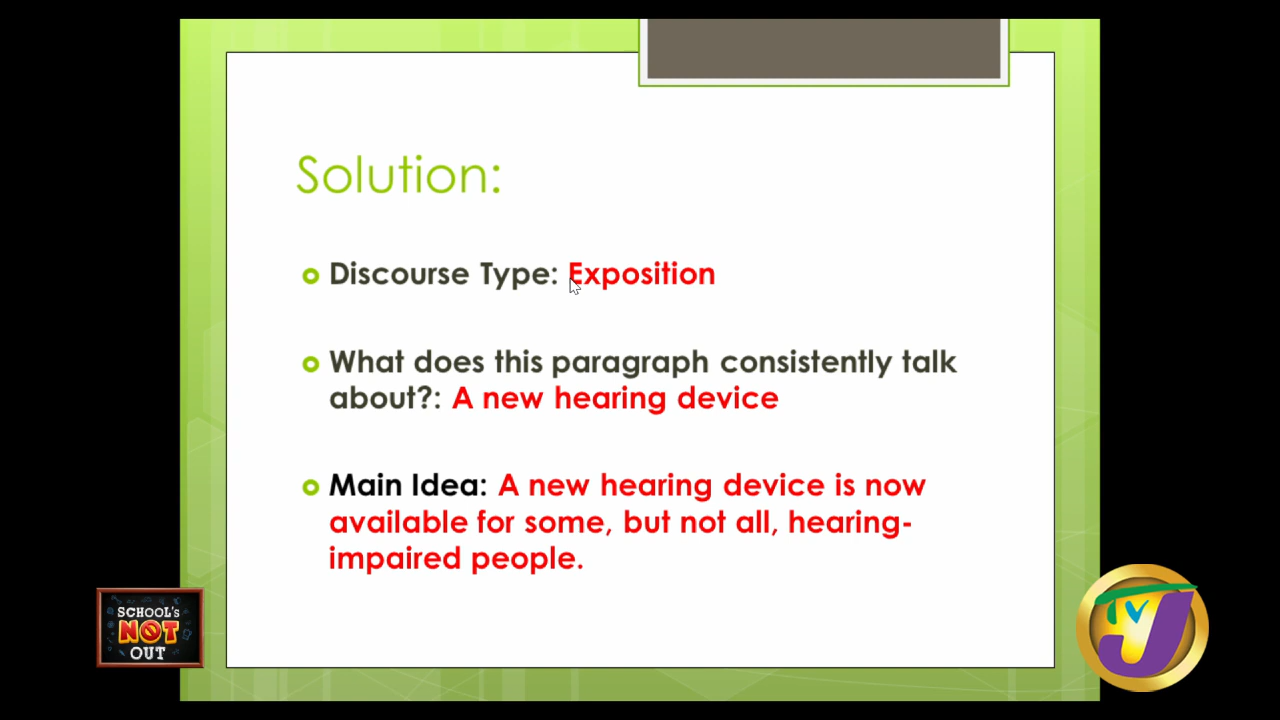 Solution:
Discourse Type: Exposition
What does this paragraph consistently talk
about?: A new hearing device
Main Idea: A new hearing device is now
available for some, but not all, hearing-
impaired people.
SCHOOL'S
NOT
OUT
TVJ